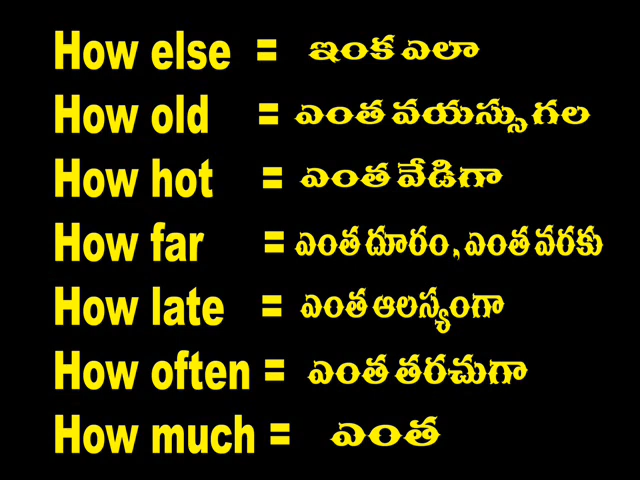 How else = ఇంక ఎలా
How old = ఎంత వయస్సు గల
How hot = ఎంత వేడిగా
How far = ఎంత దూరం, ఎంత వరకు
How late = ఎంత ఆలస్యంగా
How often = ఎంత తరచుగా
How much = ఎంత